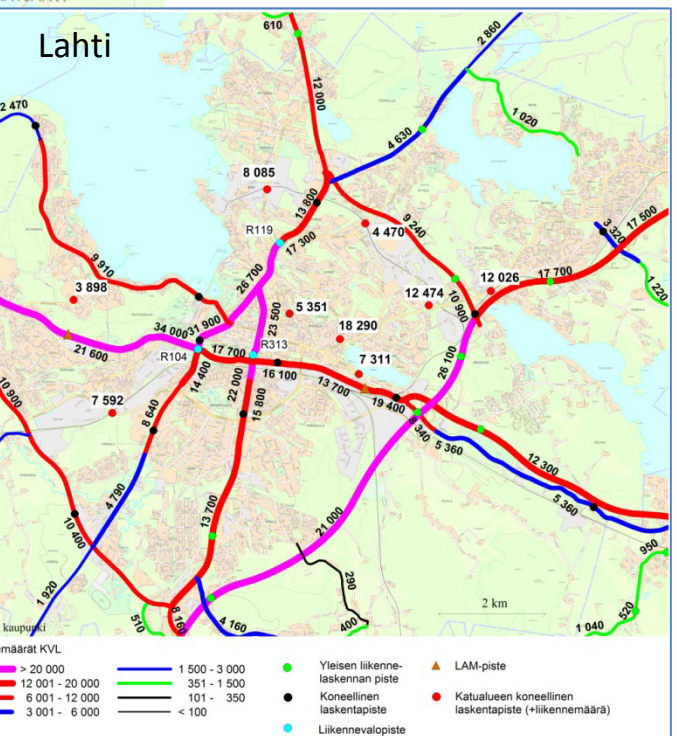 Lahti
610
12 000
2 860
2 470
4 630
1 020
8 085
13 800
R119
17 300
4 470
9 240
17 500
3 320
9 910
26 700
3 898
12 474
10 900
12 026
17 700
1 220
34 000
31 900
23 500
5 351
18 290
21 600
R104
17 700
R313
16 100
7 311
26 100
14 400
22 000
13 700
19 400
10 900
7 592
8 640
15 800
5 360
12 300
4 790
13 700
21 000
5 360
10 400
290
950
1 920
510
8 160
4 160
400
2 km
520
1 040
kaupunki
emäärät KVL
> 20 000
12 001 - 20 000
6 001 - 12 000
3 001 - 6 000
1 500 - 3 000
351 - 1 500
101 - 350
< 100
Yleisen liikenne-
laskennan piste
Koneellinen
laskentapiste
Liikennevalopiste
LAM-piste
Katualueen koneellinen
laskentapiste (+liikennemäärä)